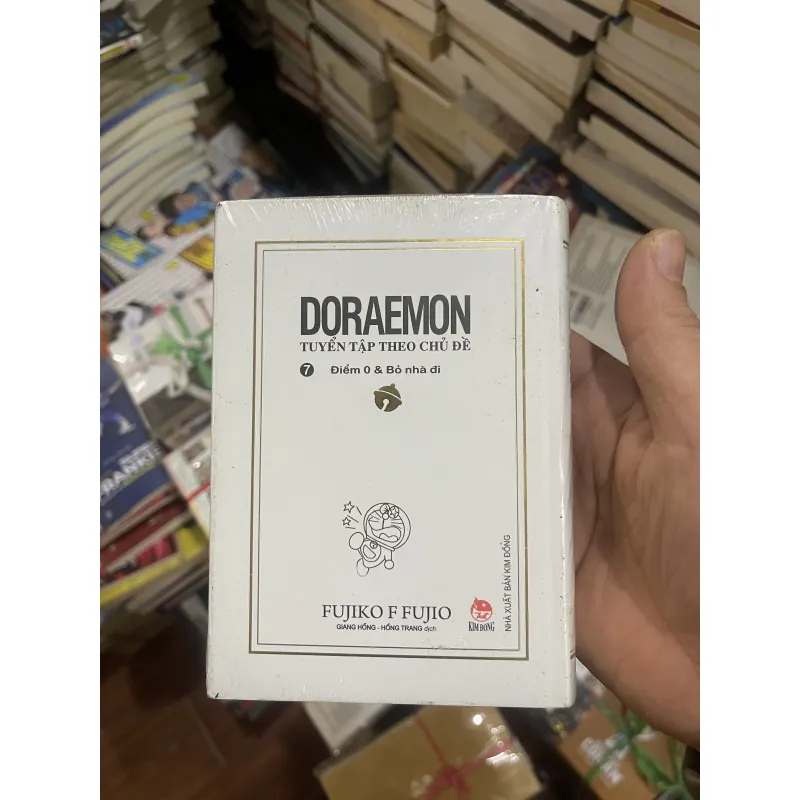 DORAEMON
TUYỂN TẬP THEO CHỦ ĐỀ
7 Điểm 0 & Bỏ nhà đi
FUJIKO F FUJIO
GIANG HỒNG - HỒNG TRANG dịch
KIM ĐỒNG
NHÀ XUẤT BẢN KIM ĐỒNG